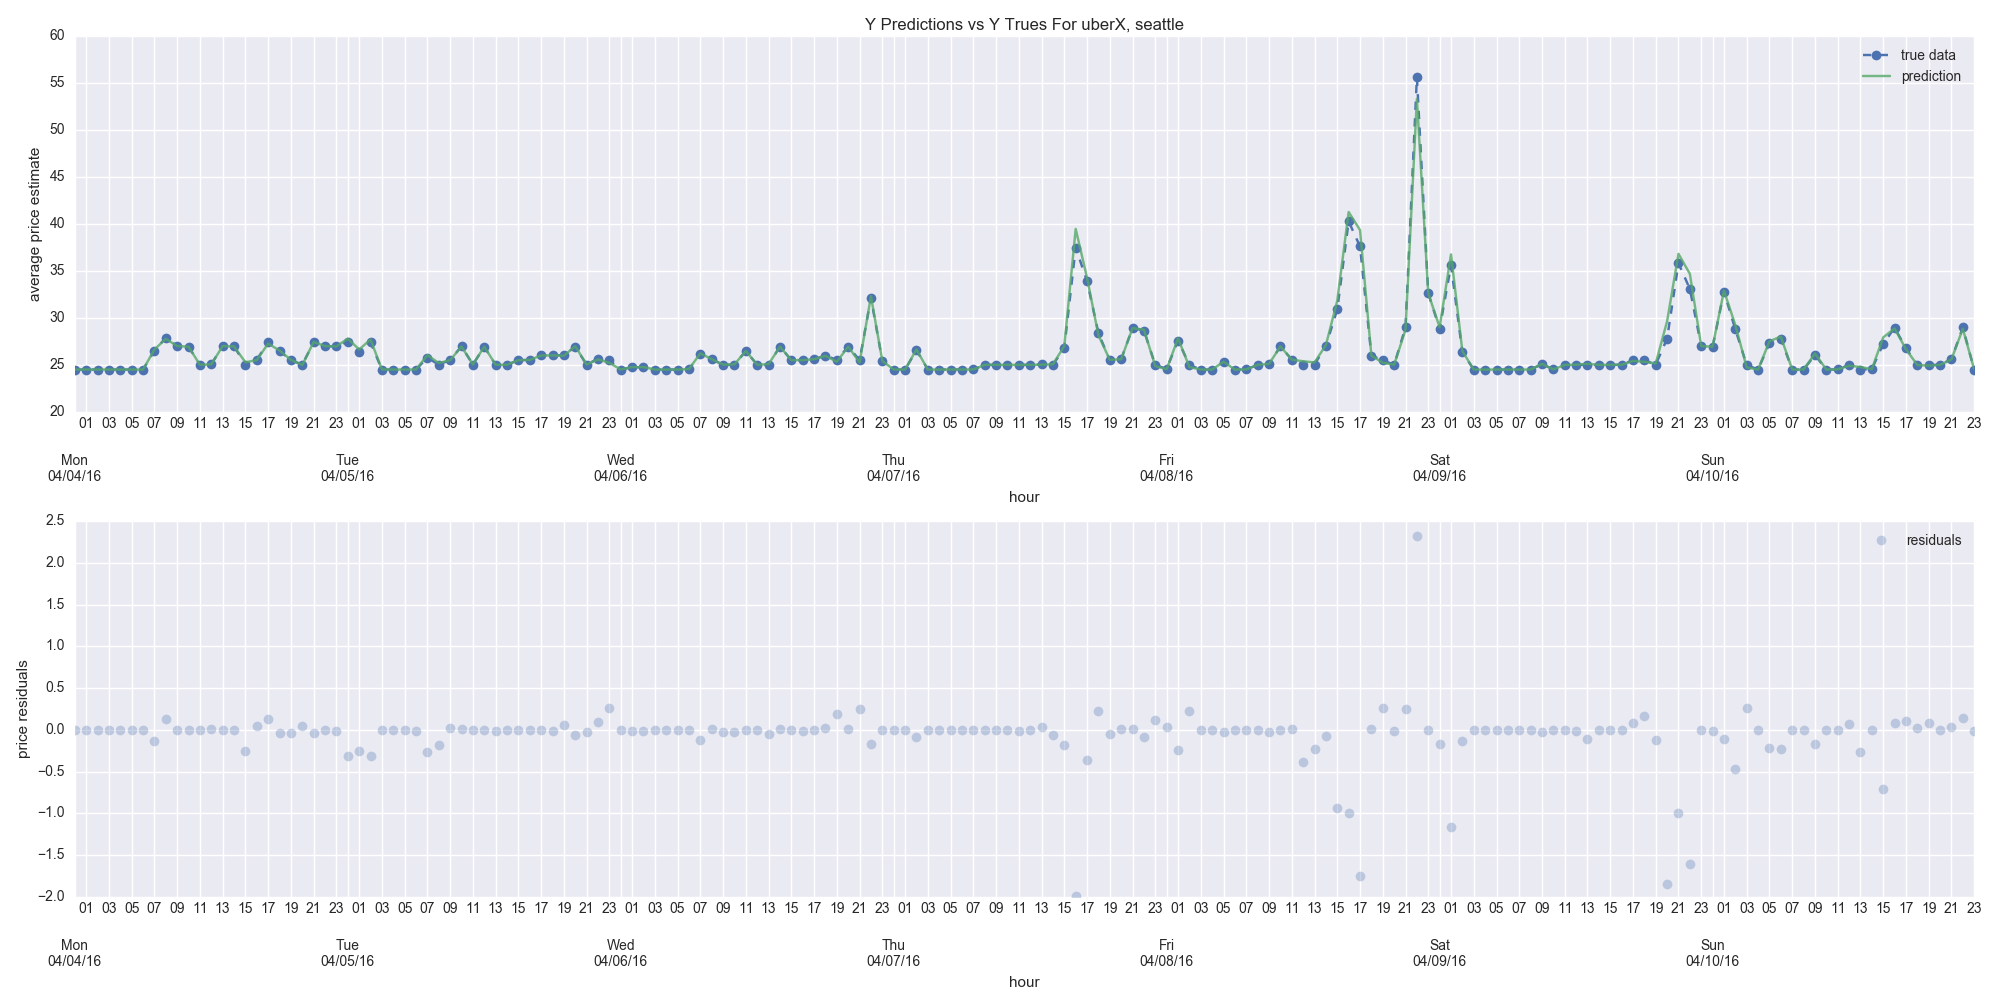 Y Predictions vs Y Trues For uberX, seattle
60
55
50
45
40
35
30
25
20
average price estimate
true data
prediction
01 03 05 07 09 11 13 15 17 19 21 23 01 03 05 07 09 11 13 15 17 19 21 23 01 03 05 07 09 11 13 15 17 19 21 23 01 03 05 07 09 11 13 15 17 19 21 23 01 03 05 07 09 11 13 15 17 19 21 23 01 03 05 07 09 11 13 15 17 19 21 23 01 03 05 07 09 11 13 15 17 19 21 23
Mon Tue Wed Thu Fri Sat Sun
04/04/16 04/05/16 04/06/16 04/07/16 04/08/16 04/09/16 04/10/16
hour
2.5
2.0
1.5
1.0
0.5
0.0
−0.5
−1.0
−1.5
−2.0
price residuals
residuals
01 03 05 07 09 11 13 15 17 19 21 23 01 03 05 07 09 11 13 15 17 19 21 23 01 03 05 07 09 11 13 15 17 19 21 23 01 03 05 07 09 11 13 15 17 19 21 23 01 03 05 07 09 11 13 15 17 19 21 23 01 03 05 07 09 11 13 15 17 19 21 23 01 03 05 07 09 11 13 15 17 19 21 23
Mon Tue Wed Thu Fri Sat Sun
04/04/16 04/05/16 04/06/16 04/07/16 04/08/16 04/09/16 04/10/16
hour